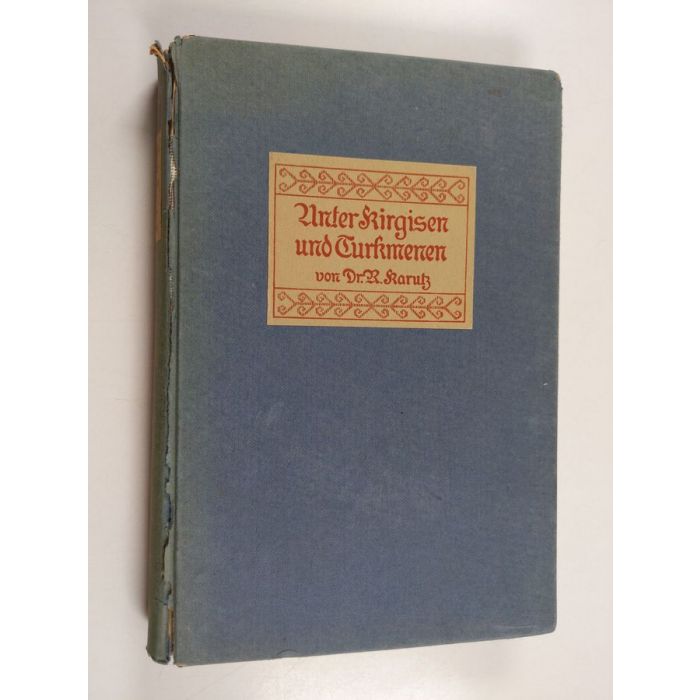 Unter Kirgisen
und Turkmenen
von Dr. R. Karutz